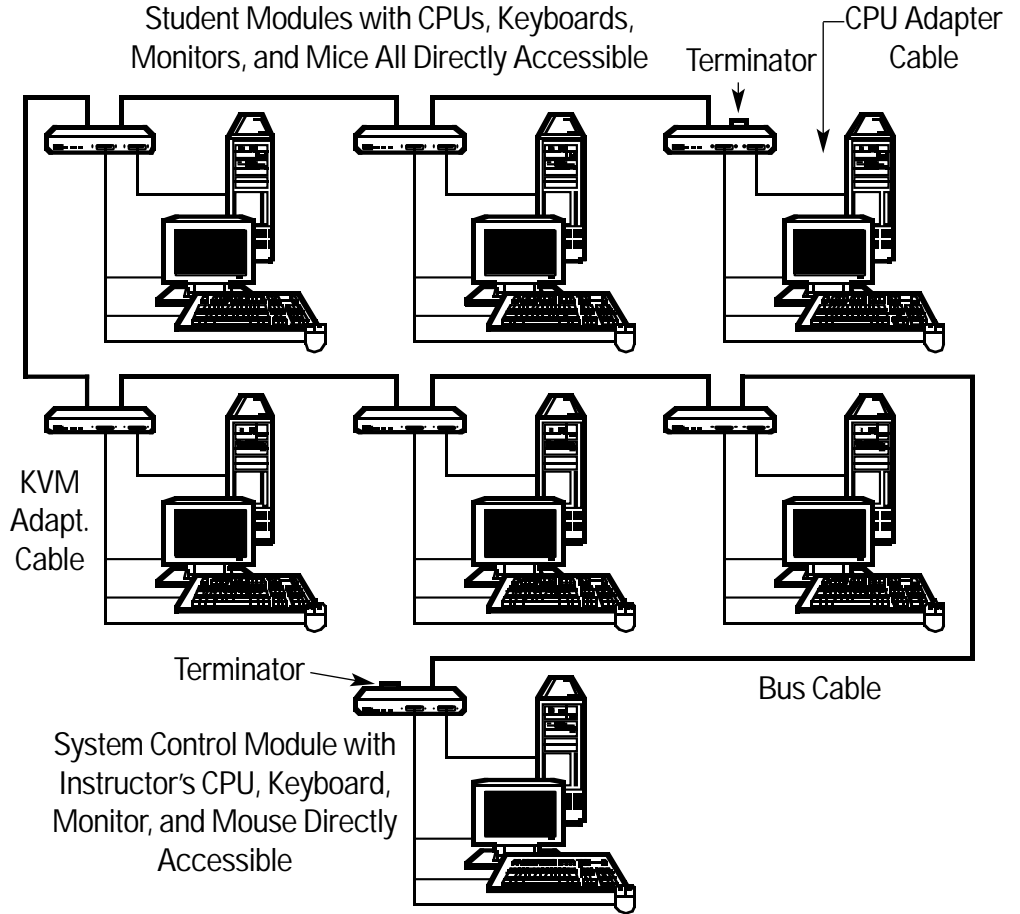 Student Modules with CPUs, Keyboards,
Monitors, and Mice All Directly Accessible
Terminator
CPU Adapter
Cable
KVM
Adapt.
Cable
Terminator
Bus Cable
System Control Module with
Instructor's CPU, Keyboard,
Monitor, and Mouse Directly
Accessible